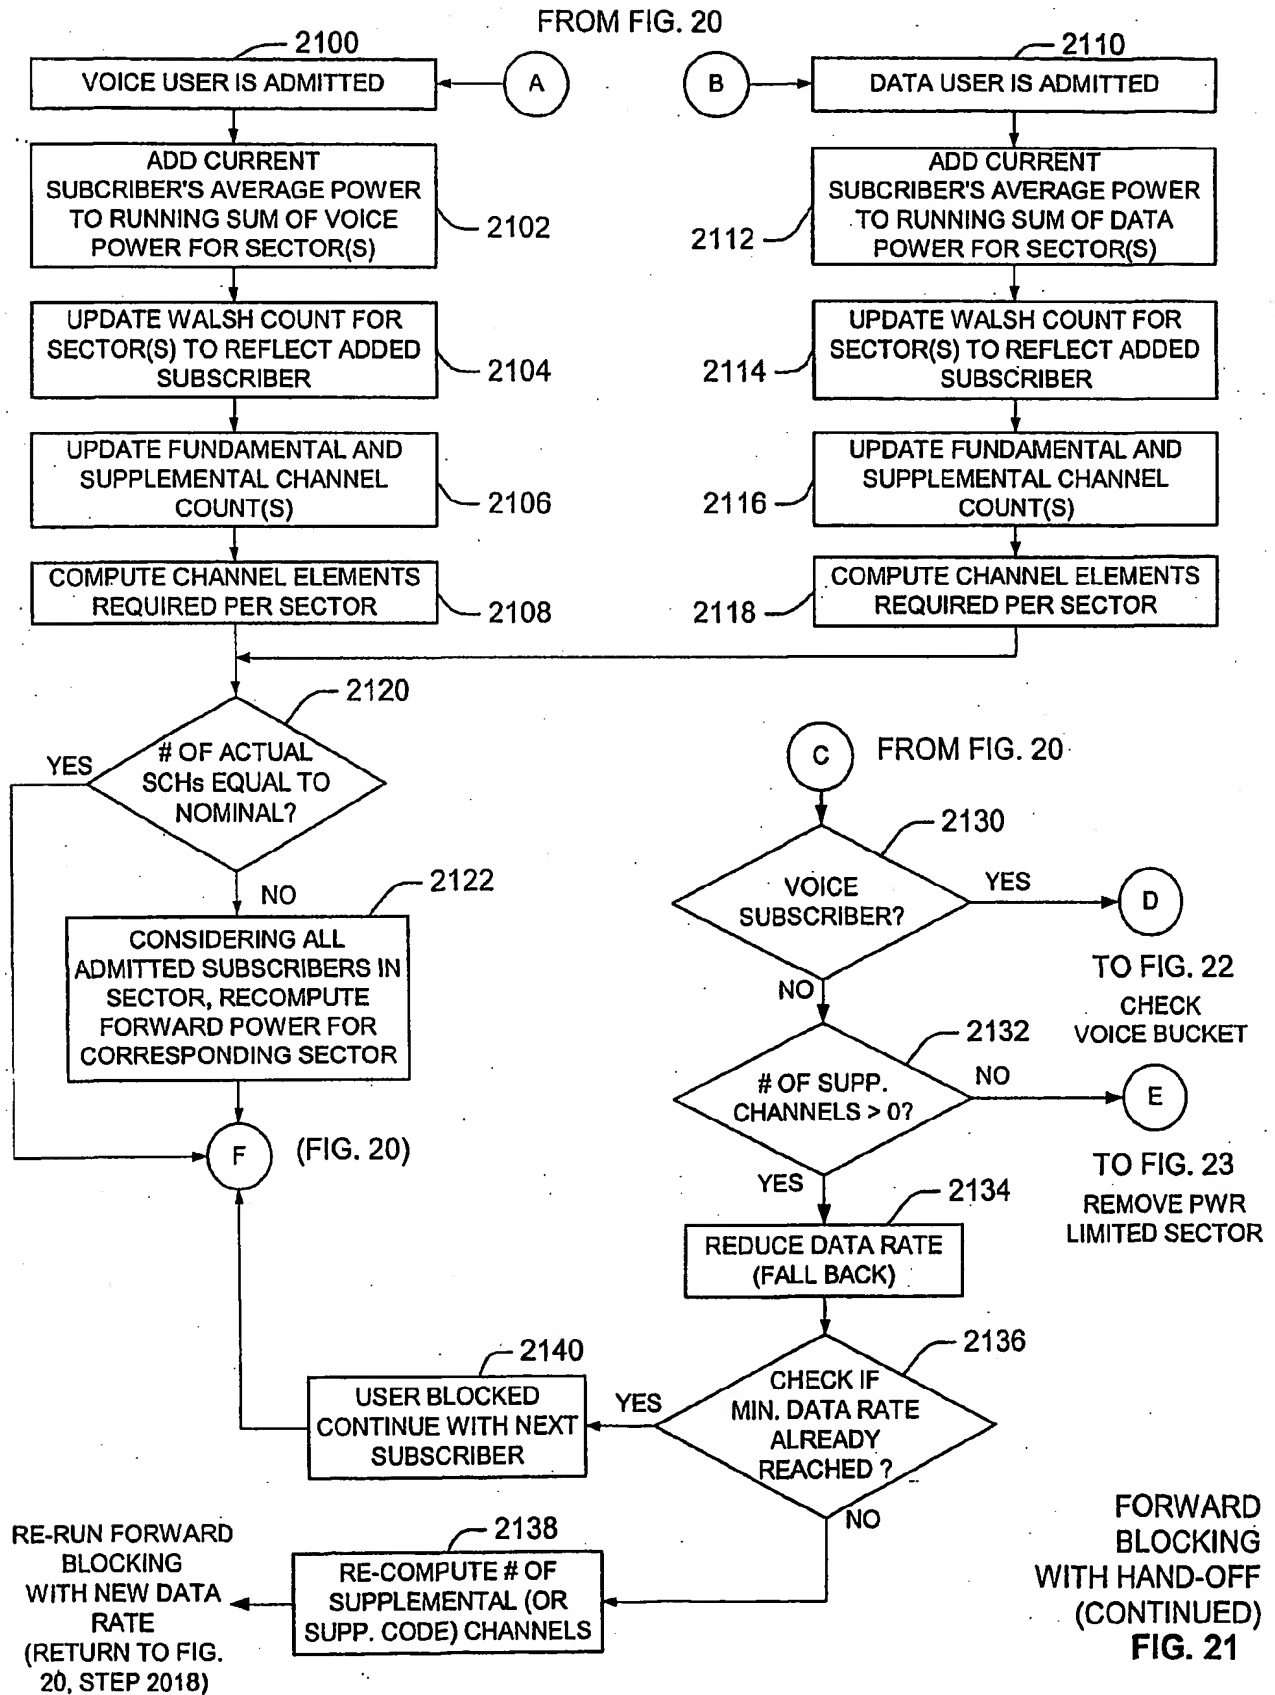 FROM FIG. 20
2100
VOICE USER IS ADMITTED
A
B
2110
DATA USER IS ADMITTED
ADD CURRENT
SUBCRIBER'S AVERAGE POWER
TO RUNNING SUM OF VOICE
POWER FOR SECTOR(S)
2102
ADD CURRENT
SUBCRIBER'S AVERAGE POWER
TO RUNNING SUM OF DATA
POWER FOR SECTOR(S)
2112
UPDATE WALSH COUNT FOR
SECTOR(S) TO REFLECT ADDED
SUBSCRIBER
2104
UPDATE WALSH COUNT FOR
SECTOR(S) TO REFLECT ADDED
SUBSCRIBER
2114
UPDATE FUNDAMENTAL AND
SUPPLEMENTAL CHANNEL
COUNT(S)
2106
UPDATE FUNDAMENTAL AND
SUPPLEMENTAL CHANNEL
COUNT(S)
2116
COMPUTE CHANNEL ELEMENTS
REQUIRED PER SECTOR
2108
COMPUTE CHANNEL ELEMENTS
REQUIRED PER SECTOR
2118
2120
# OF ACTUAL
SCHs EQUAL TO
NOMINAL?
YES
NO
2122
CONSIDERING ALL
ADMITTED SUBSCRIBERS IN
SECTOR, RECOMPUTE
FORWARD POWER FOR
CORRESPONDING SECTOR
F
(FIG. 20)
C
FROM FIG. 20
2130
VOICE
SUBSCRIBER?
YES
D
TO FIG. 22
CHECK
VOICE BUCKET
NO
2132
# OF SUPP.
CHANNELS > 0?
NO
E
TO FIG. 23
REMOVE PWR
LIMITED SECTOR
YES
2134
REDUCE DATA RATE
(FALL BACK)
2136
CHECK IF
MIN. DATA RATE
ALREADY
REACHED ?
YES
2140
USER BLOCKED
CONTINUE WITH NEXT
SUBSCRIBER
NO
2138
RE-COMPUTE # OF
SUPPLEMENTAL (OR
SUPP. CODE) CHANNELS
RE-RUN FORWARD
BLOCKING
WITH NEW DATA
RATE
(RETURN TO FIG.
20, STEP 2018)
FORWARD
BLOCKING
WITH HAND-OFF
(CONTINUED)
FIG. 21